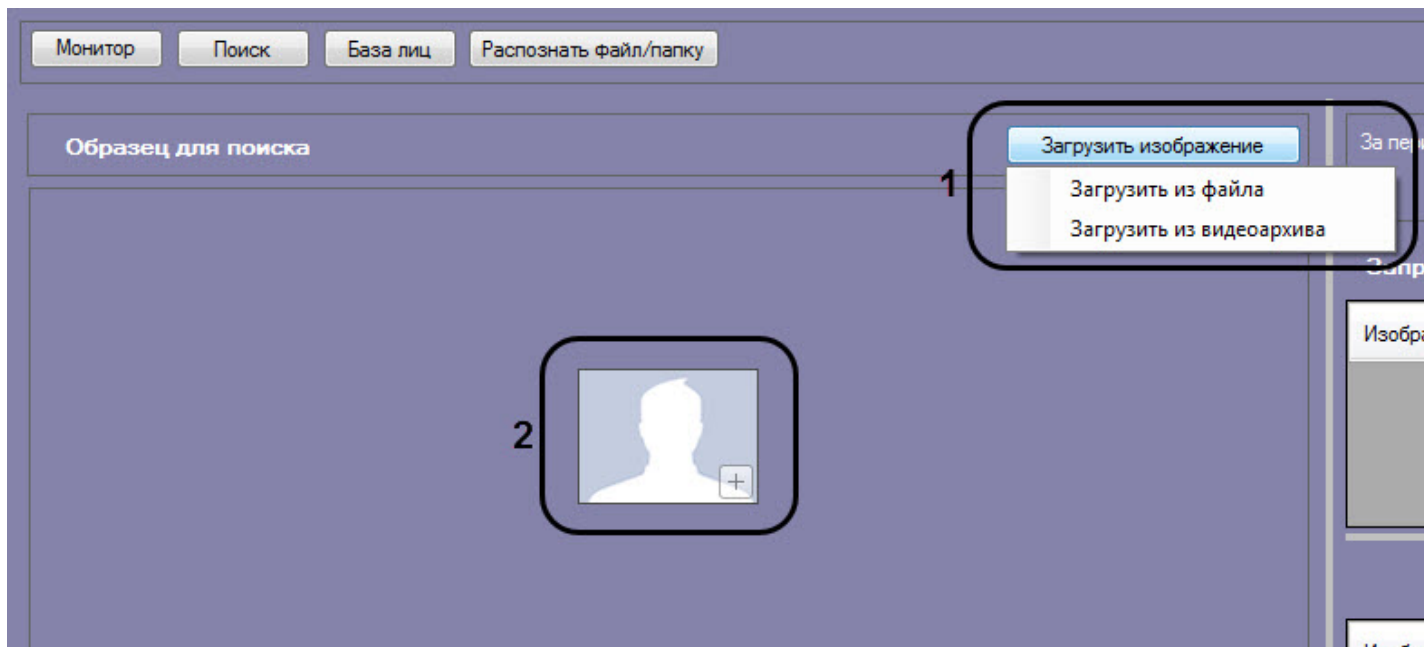 Монитор
Поиск
База лиц
Распознать файл/папку
Образец для поиска
Загрузить изображение
За
1
Загрузить из файла
Загрузить из видеоархива
2
+